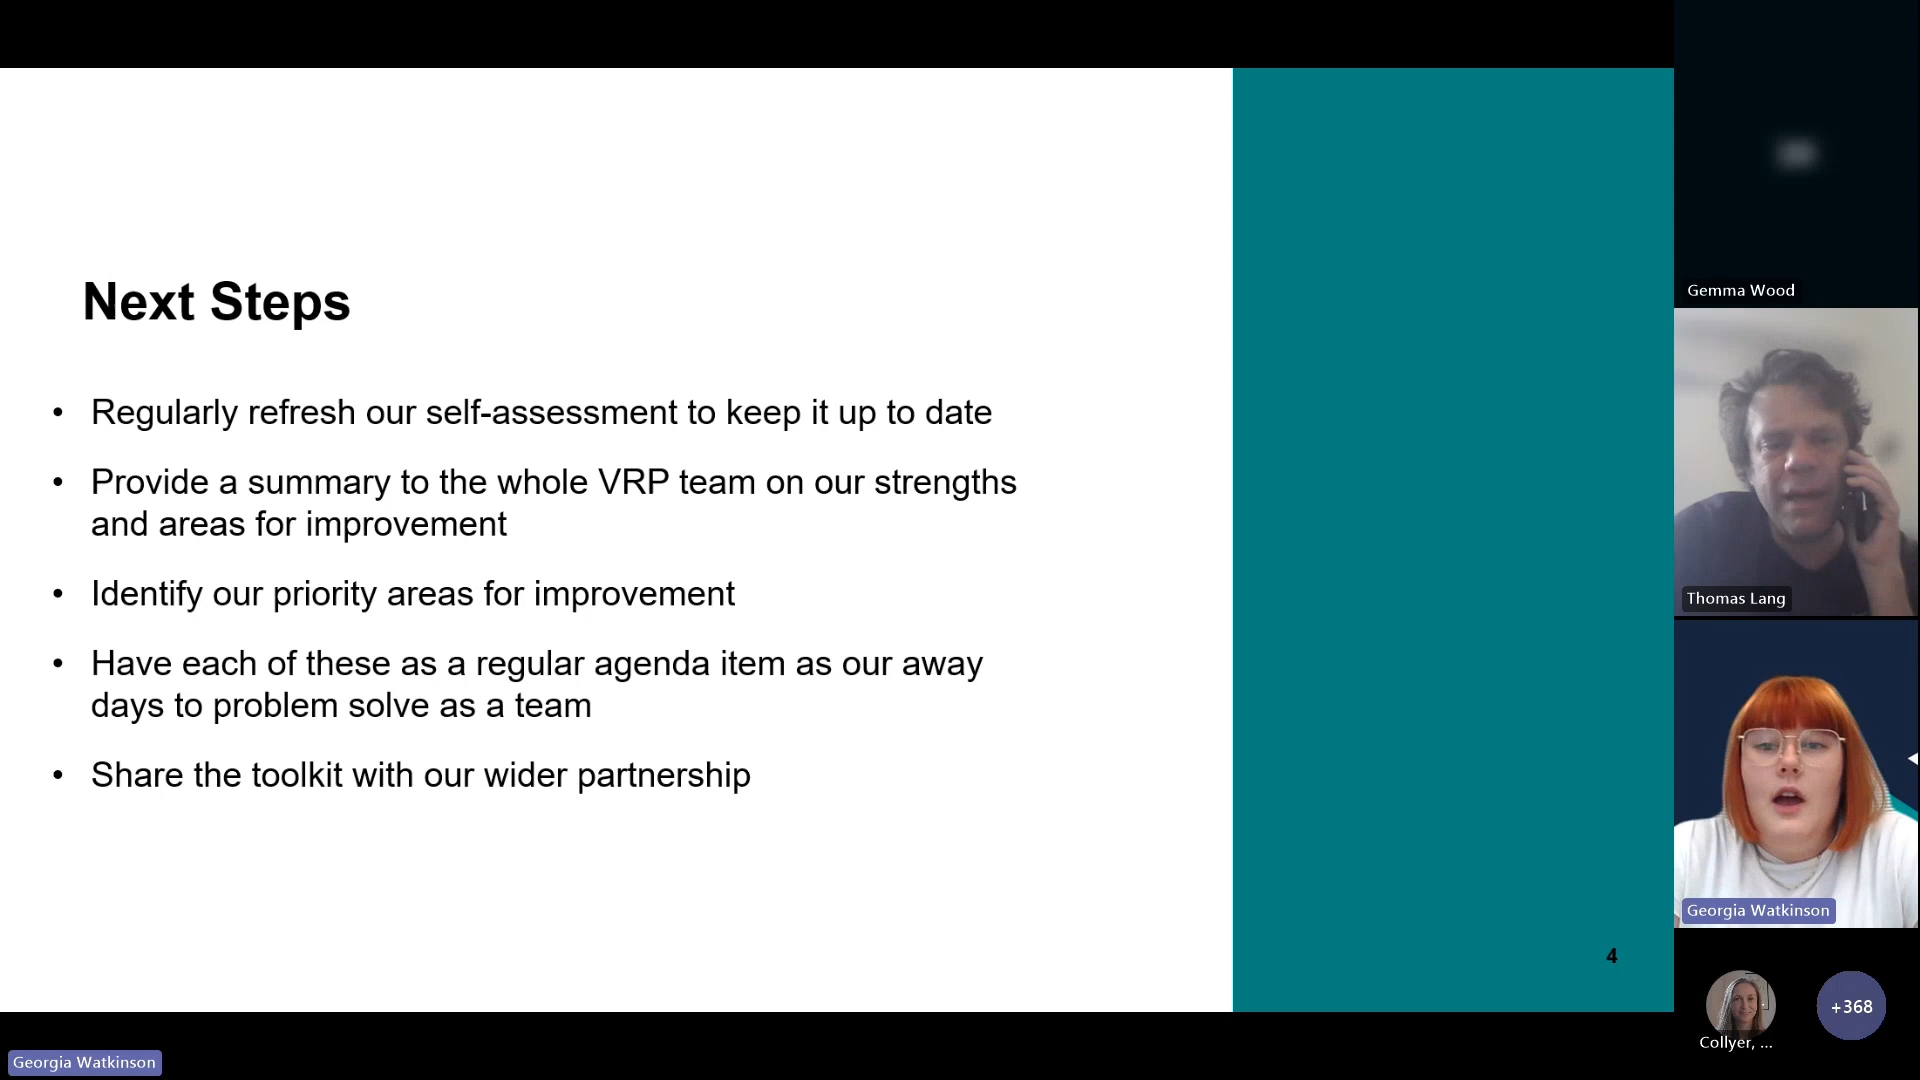 Next Steps
• Regularly refresh our self-assessment to keep it up to date
• Provide a summary to the whole VRP team on our strengths
and areas for improvement
• Identify our priority areas for improvement
• Have each of these as a regular agenda item as our away
days to problem solve as a team
• Share the toolkit with our wider partnership
4
Gemma Wood
Thomas Lang
Georgia Watkinson
Collyer, ...
+368
Georgia Watkinson